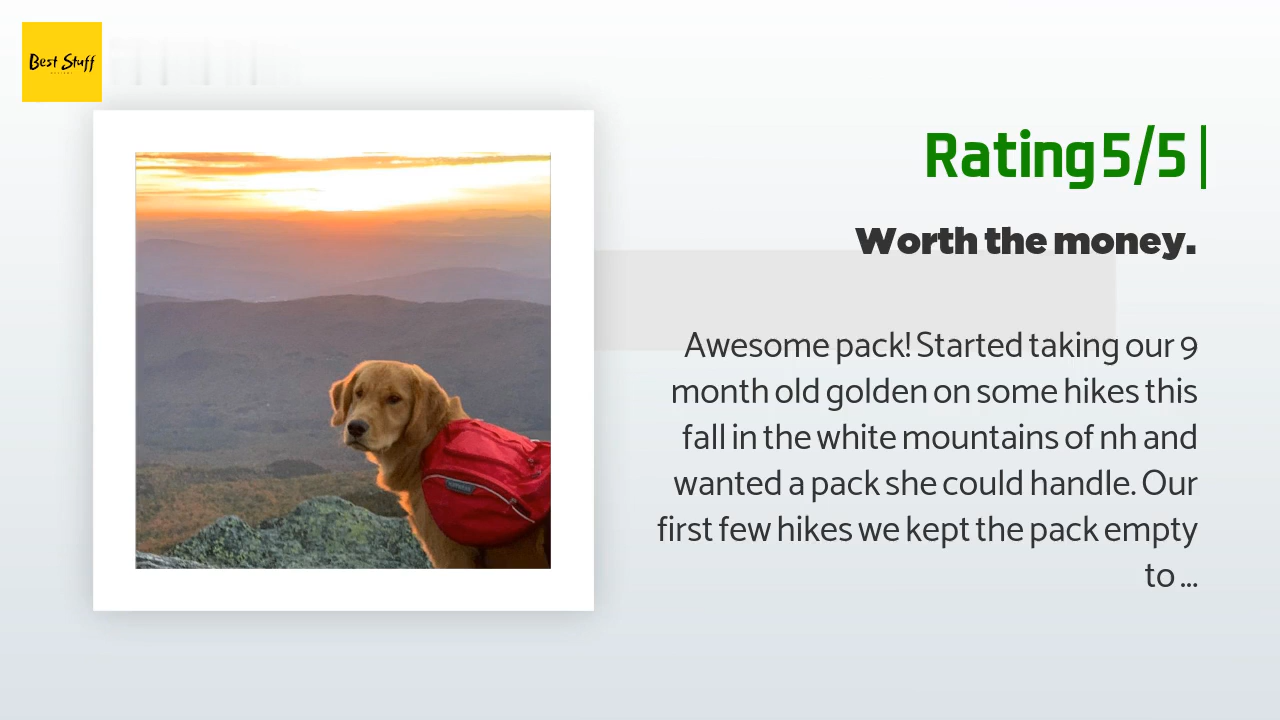 Best Stuff
Rating 5/5 |
Worth the money.
Awesome pack! Started taking our 9
month old golden on some hikes this
fall in the white mountains of nh and
wanted a pack she could handle. Our
first few hikes we kept the pack empty
to ...